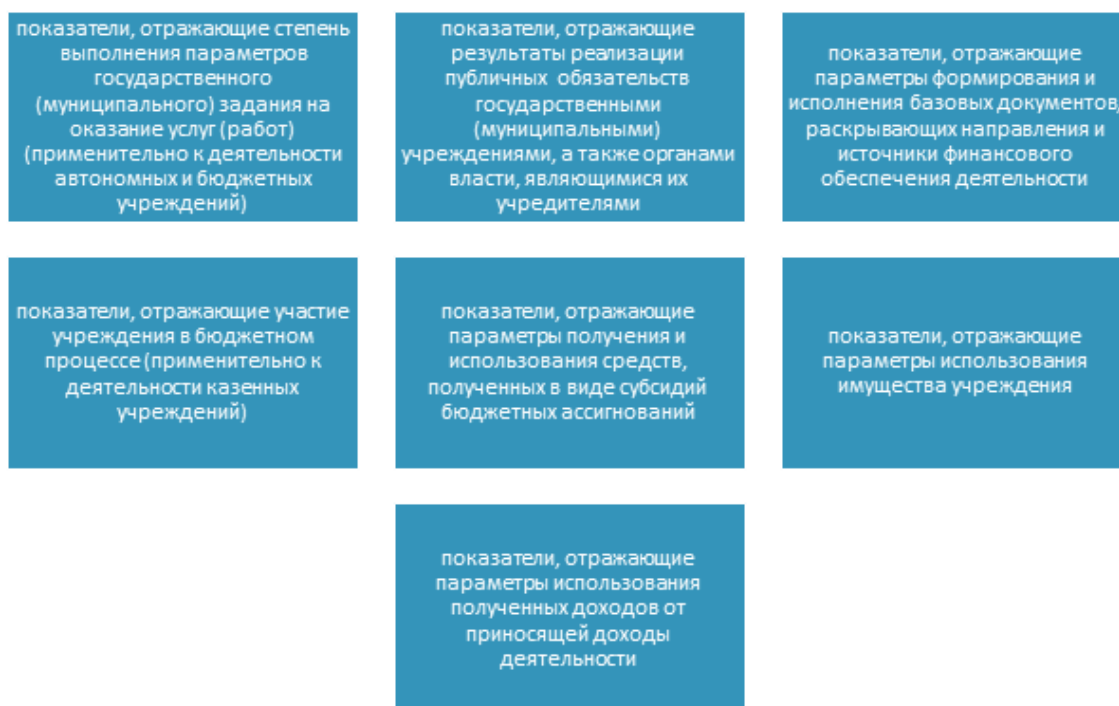 показатели, отражающие степень
выполнения параметров
государственного
(муниципального) задания на
оказание услуг (работ)
(применительно к деятельности
автономных и бюджетных
учреждений)
показатели, отражающие
результаты реализации
публичных обязательств
государственными
(муниципальными)
учреждениями, а также органами
власти, являющимися их
учредителями
показатели, отражающие
параметры формирования и
исполнения базовых документов,
раскрывающих направления и
источники финансового
обеспечения деятельности
показатели, отражающие участие
учреждения в бюджетном
процессе (применительно к
деятельности казенных
учреждений)
показатели, отражающие
параметры получения и
использования средств,
полученных в виде субсидий
бюджетных ассигнований
показатели, отражающие
параметры использования
имущества учреждения
показатели, отражающие
параметры использования
полученных доходов от
приносящей доходы
деятельности